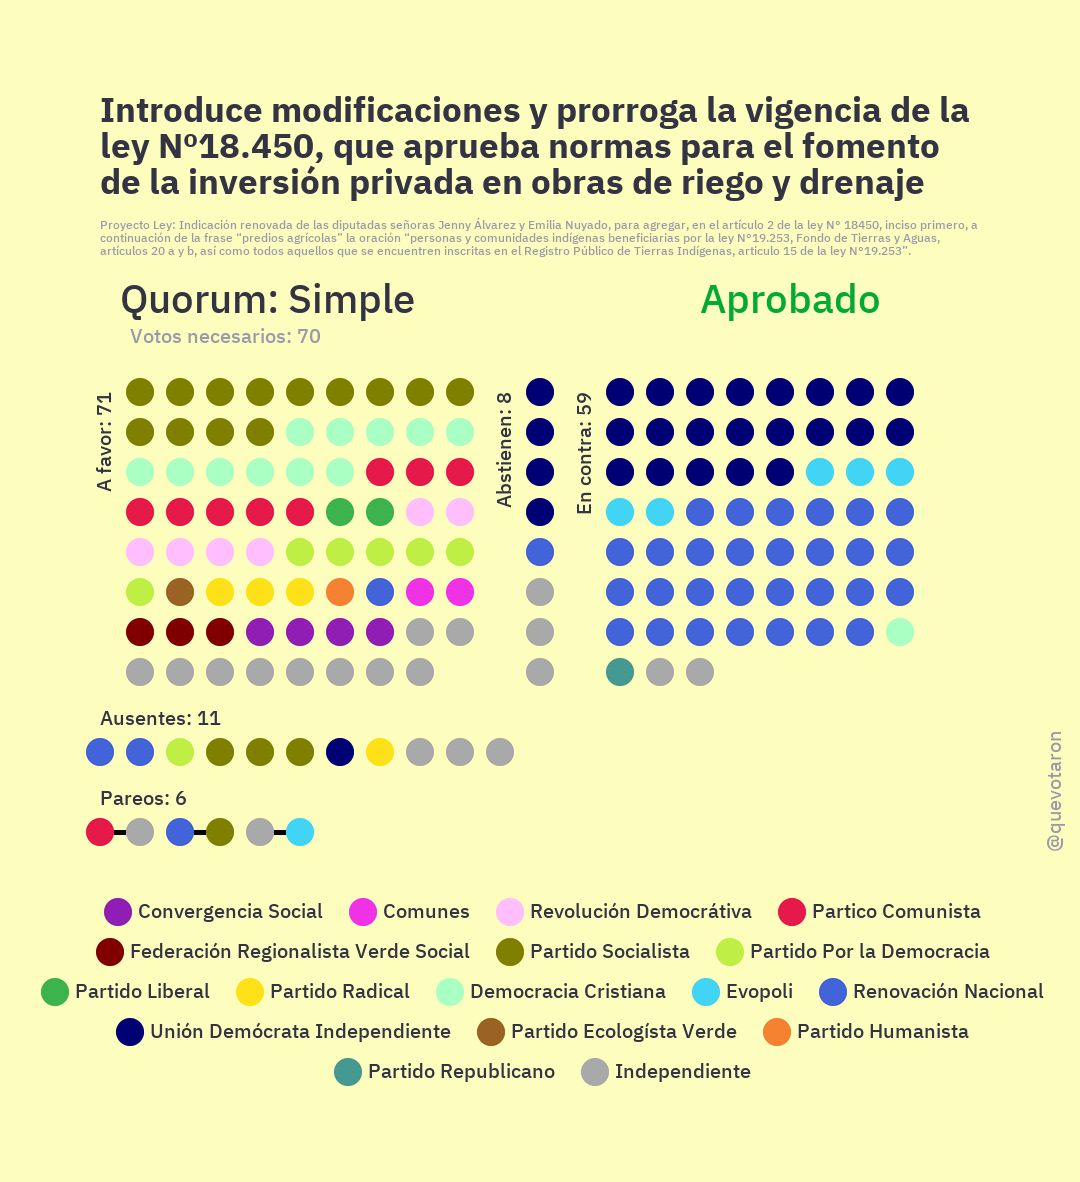 Introduce modificaciones y prorroga la vigencia de la
ley Nº18.450, que aprueba normas para el fomento
de la inversión privada en obras de riego y drenaje
Proyecto Ley: Indicación renovada de las diputadas señoras Jenny Álvarez y Emilia Nuyado, para agregar, en el artículo 2 de la ley N° 18450, inciso primero, a
continuación de la frase “predios agrícolas” la oración “personas y comunidades indígenas beneficiarias por la ley N°19.253, Fondo de Tierras y Aguas,
artículos 20 a y b, así como todos aquellos que se encuentren inscritas en el Registro Público de Tierras Indígenas, articulo 15 de la ley N°19.253”.
Quorum: Simple
Aprobado
Votos necesarios: 70
A favor: 71
Abstienen: 8
En contra: 59
Ausentes: 11
Pareos: 6
@quevotaron
Convergencia Social
Comunes
Revolución Democrátiva
Partico Comunista
Federación Regionalista Verde Social
Partido Socialista
Partido Por la Democracia
Partido Liberal
Partido Radical
Democracia Cristiana
Evopoli
Renovación Nacional
Unión Demócrata Independiente
Partido Ecologísta Verde
Partido Humanista
Partido Republicano
Independiente